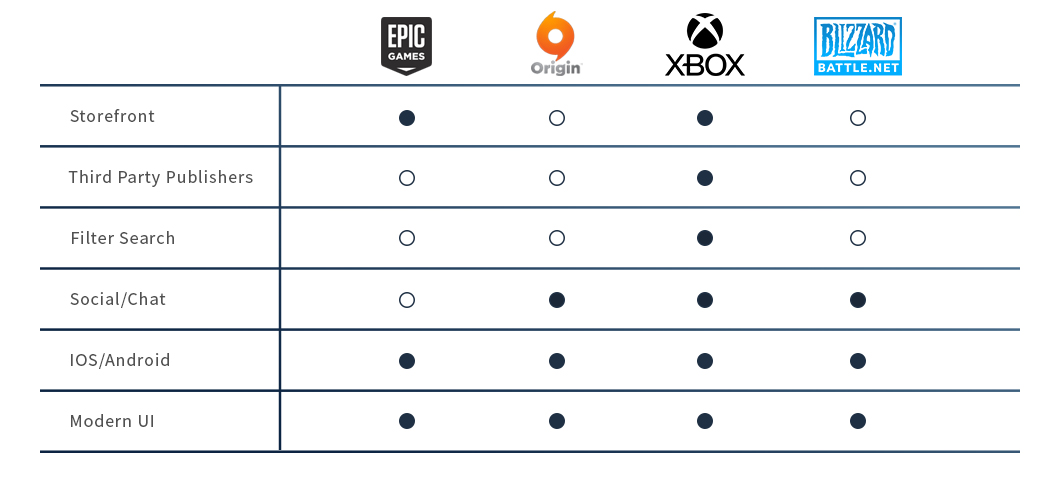 EPIC
GAMES
Origin
XBOX
BLIZZARD
BATTLE.NET
Storefront
Third Party Publishers
Filter Search
Social/Chat
IOS/Android
Modern UI